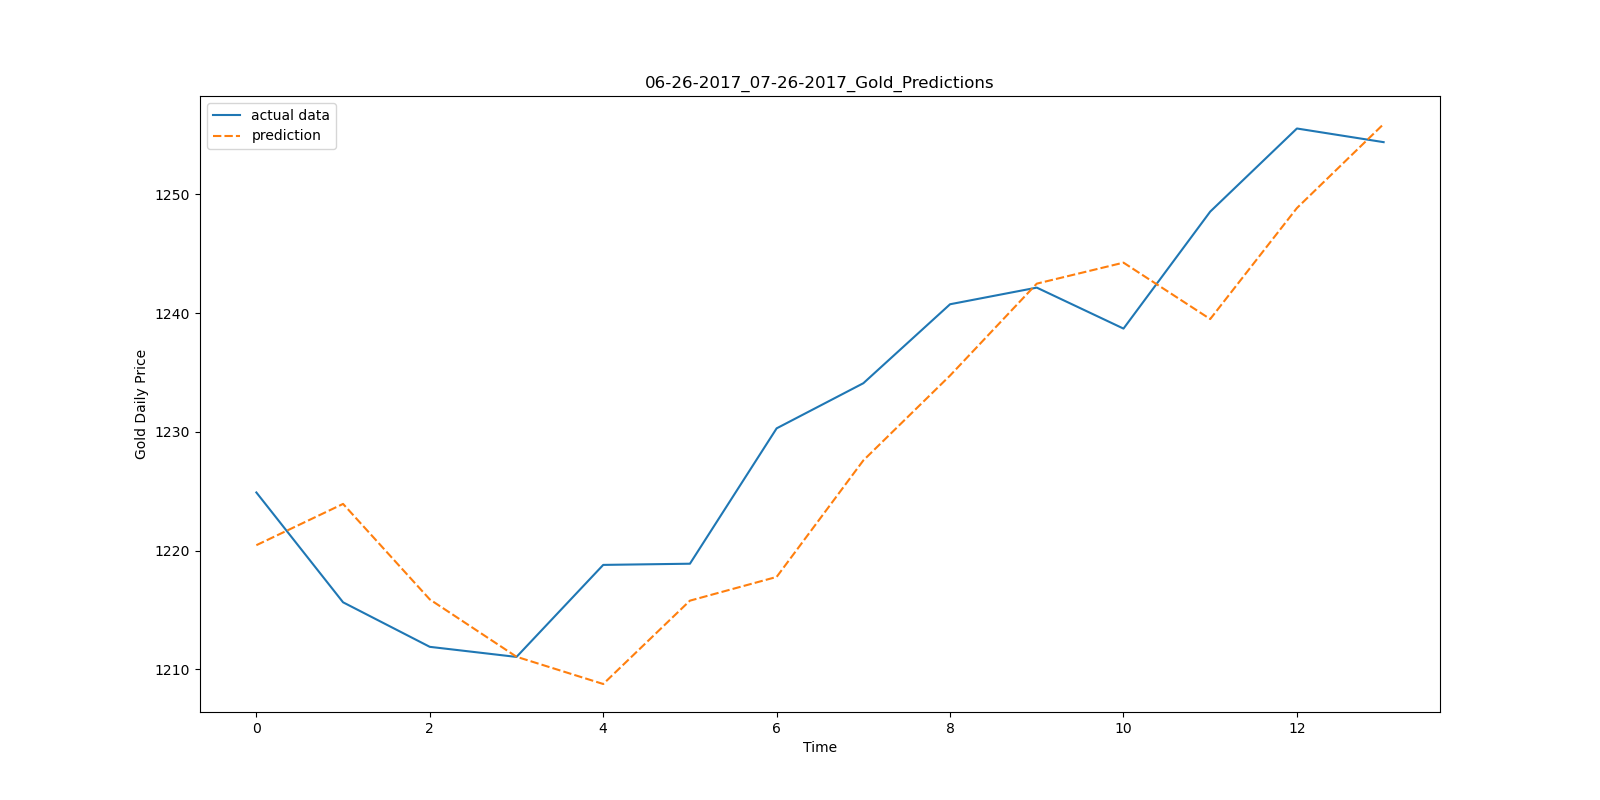 06-26-2017_07-26-2017_Gold_Predictions
actual data
prediction
Gold Daily Price
1250
1240
1230
1220
1210
0 2 4 6 8 10 12
Time